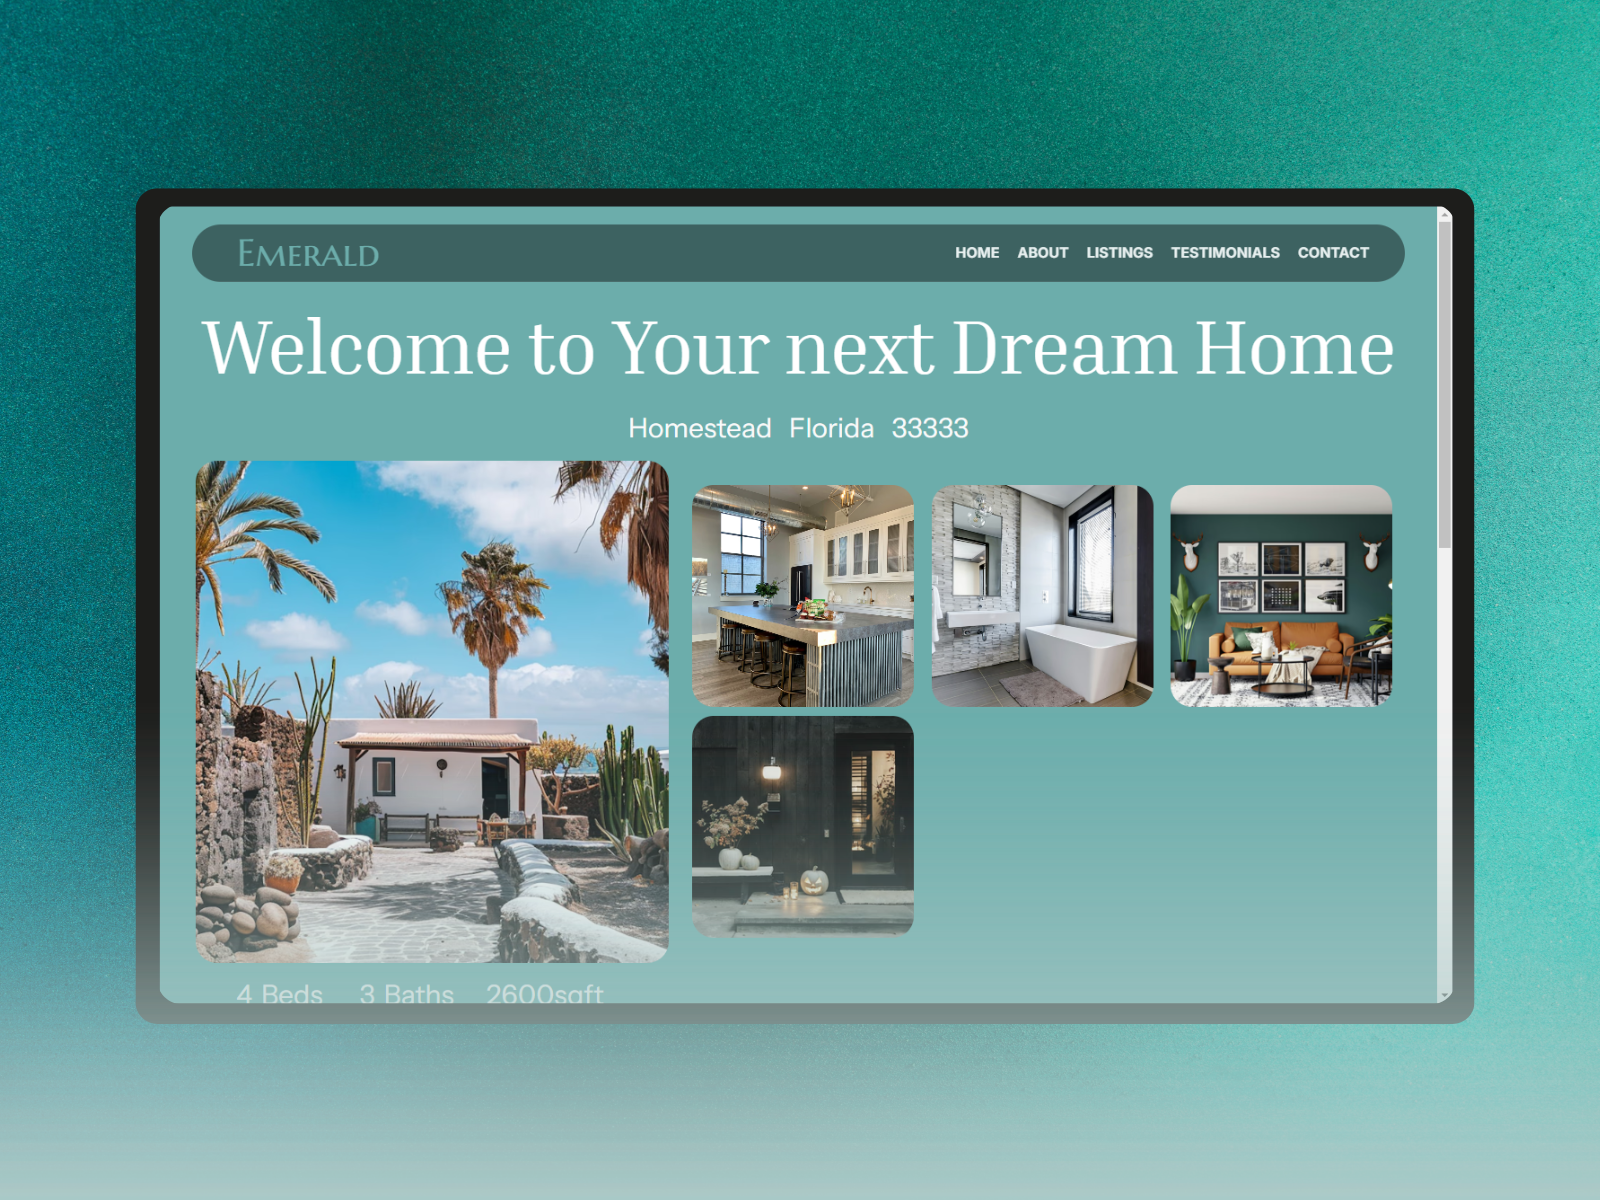 EMERALD
HOME ABOUT LISTINGS TESTIMONIALS CONTACT
Welcome to Your next Dream Home
Homestead Florida 33333
4 Beds 3 Baths 2600sqft